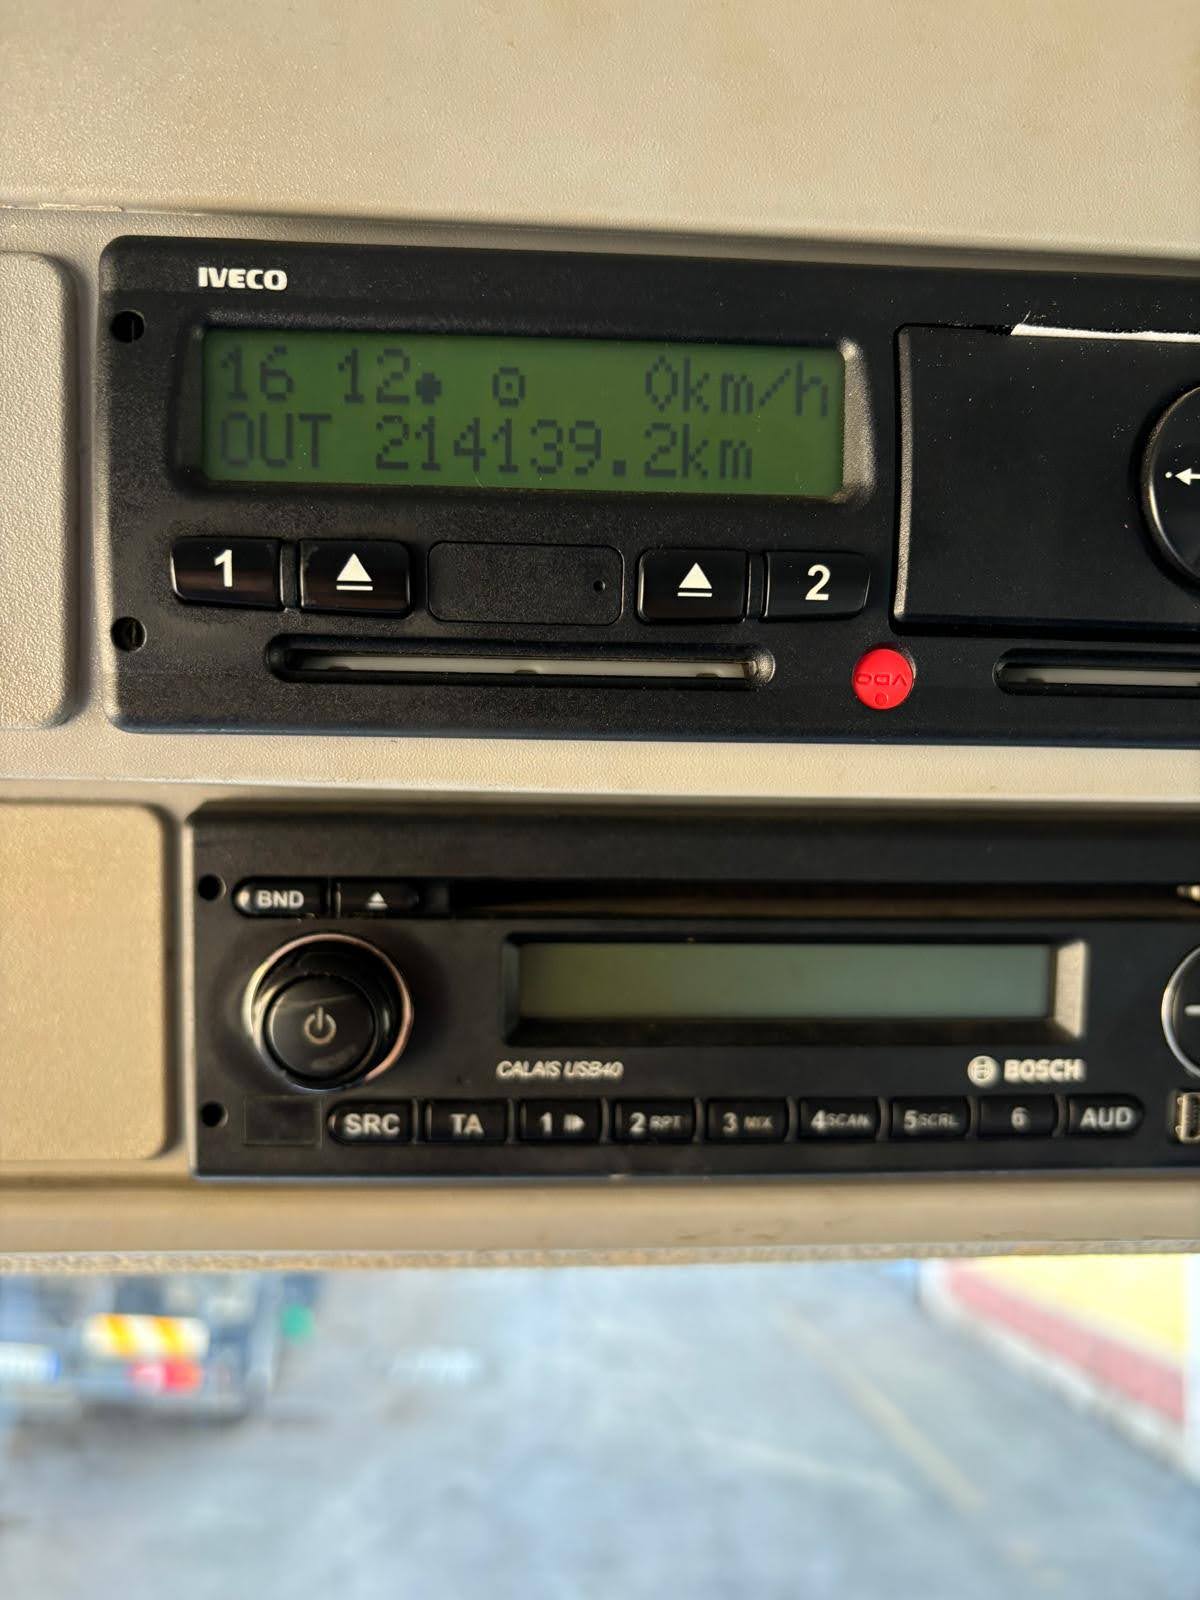 IVECO
16 12• ⊡ 0km/h
OUT 214139.2km
1 2
VDO
BND
CALAIS USB40 BOSCH
SRC TA 1 2 RPT 3 MIX 4 SCAN 5 SCRL 6 AUD